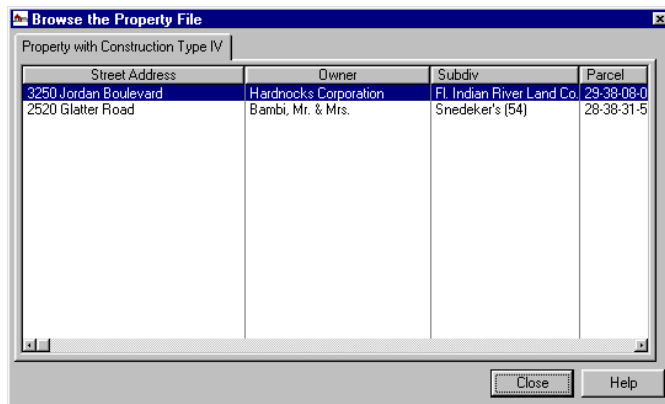 Browse the Property File
Property with Construction Type IV
Street Address Owner Subdiv Parcel
3250 Jordan Boulevard Hardnocks Corporation Fl. Indian River Land Co. 29-38-08-0
2520 Glatter Road Bambi, Mr. & Mrs. Snedeker's (54) 28-38-31-5
Close Help